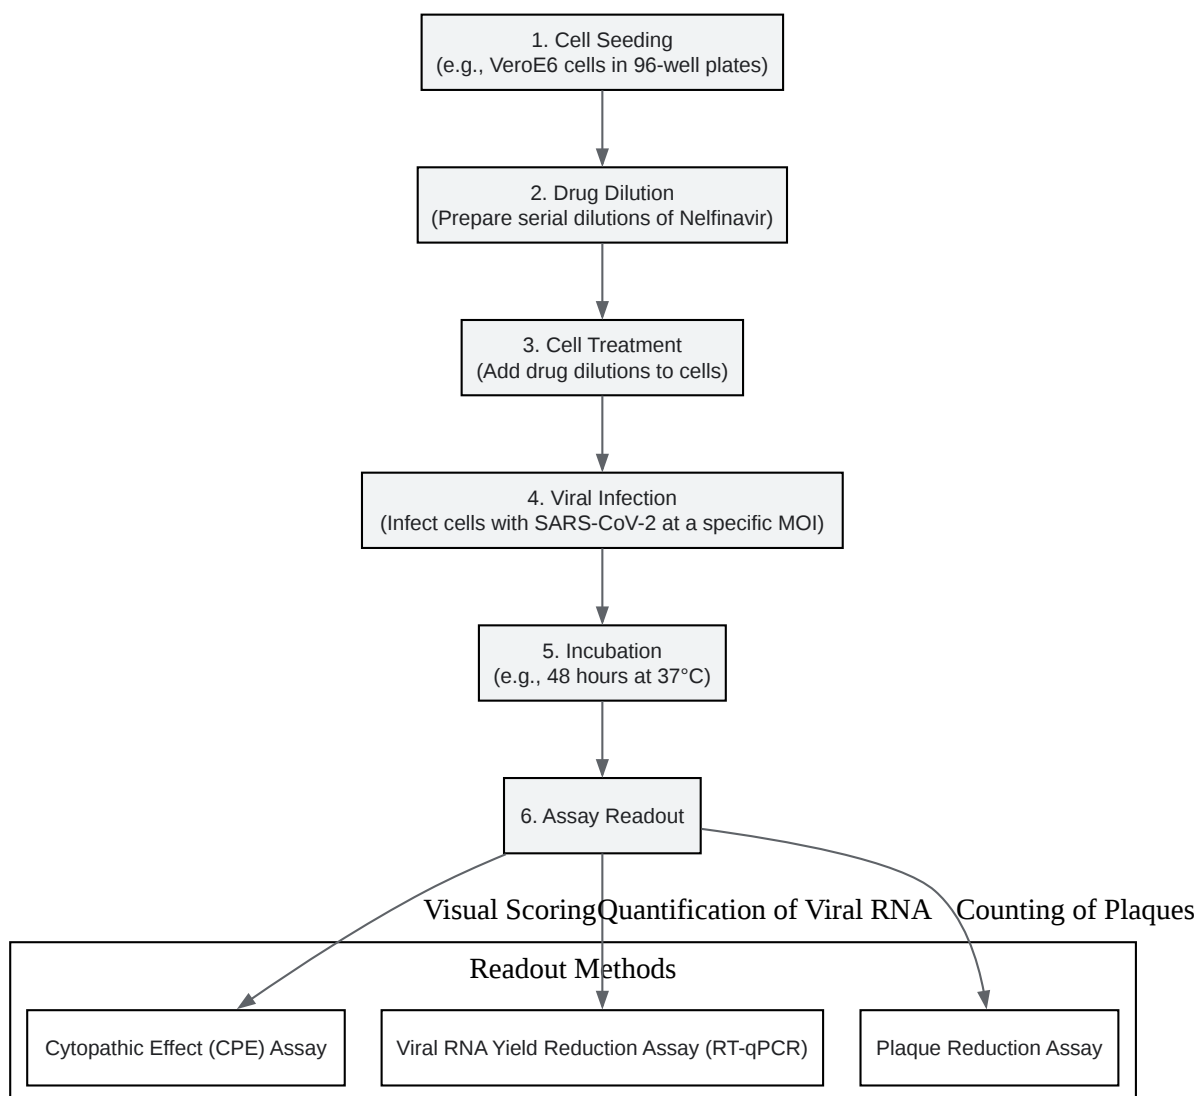 1. Cell Seeding
(e.g., VeroE6 cells in 96-well plates)
2. Drug Dilution
(Prepare serial dilutions of Nelfinavir)
3. Cell Treatment
(Add drug dilutions to cells)
4. Viral Infection
(Infect cells with SARS-CoV-2 at a specific MOI)
5. Incubation
(e.g., 48 hours at 37°C)
6. Assay Readout
Visual Scoring
Quantification of Viral RNA
Counting of Plaques
Readout Methods
Cytopathic Effect (CPE) Assay
Viral RNA Yield Reduction Assay (RT-qPCR)
Plaque Reduction Assay